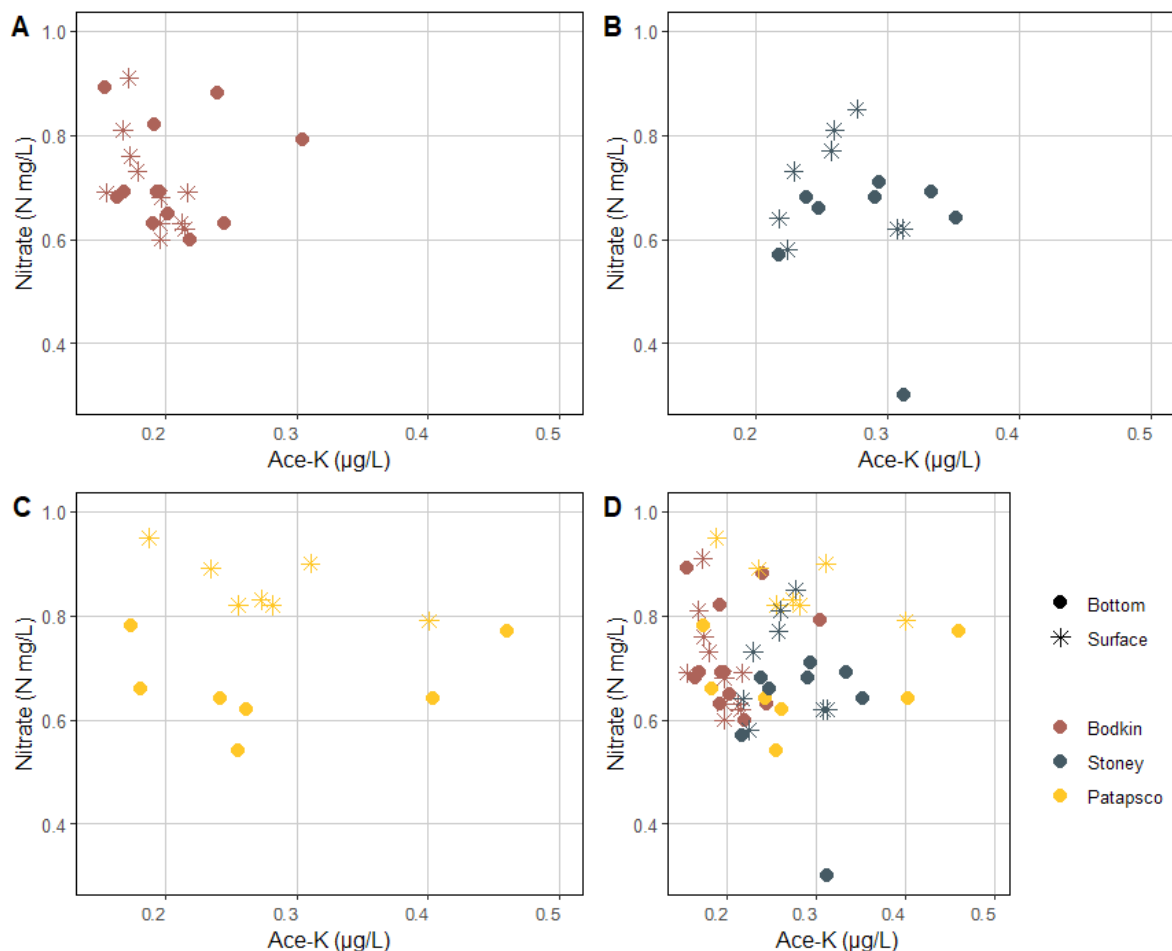 A
1.0
0.8
0.6
0.4
Nitrate (N mg/L)
0.2 0.3 0.4 0.5
Ace-K (µg/L)
B
1.0
0.8
0.6
0.4
Nitrate (N mg/L)
0.2 0.3 0.4 0.5
Ace-K (µg/L)
C
1.0
0.8
0.6
0.4
Nitrate (N mg/L)
0.2 0.3 0.4 0.5
Ace-K (µg/L)
D
1.0
0.8
0.6
0.4
Nitrate (N mg/L)
0.2 0.3 0.4 0.5
Ace-K (µg/L)
Bottom
Surface
Bodkin
Stoney
Patapsco